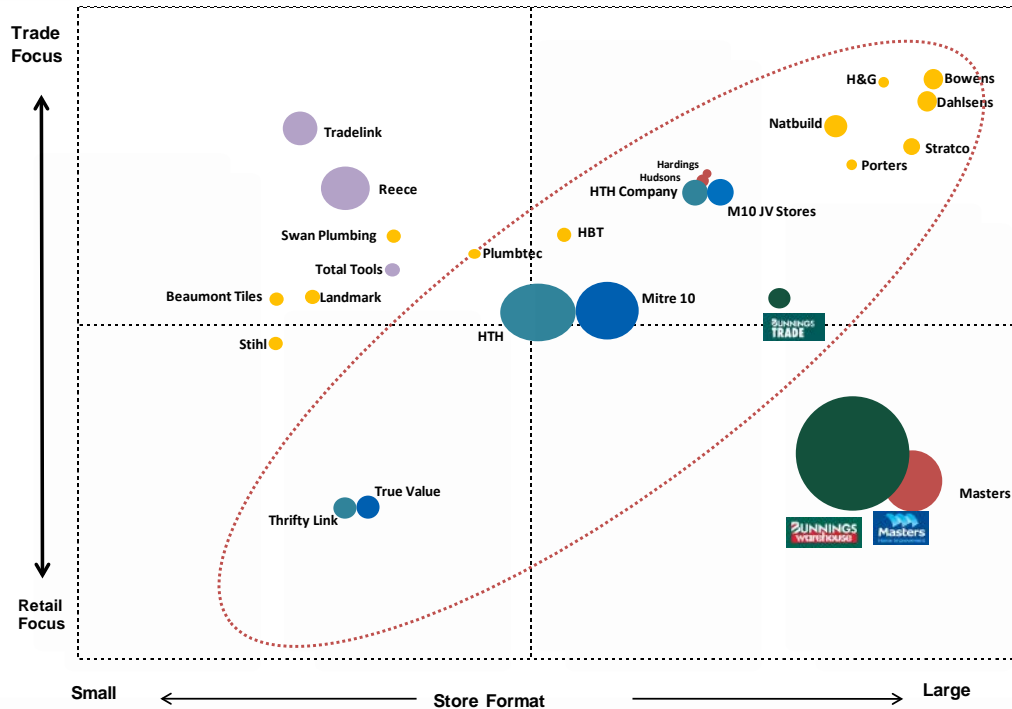 Trade
Focus
H&G
Bowens
Dahlsens
Natbuild
Tradelink
Stratco
Porters
Hardings
Hudsons
HTH Company
Reece
M10 JV Stores
Swan Plumbing
HBT
Plumbtec
Total Tools
Beaumont Tiles
Landmark
Mitre 10
HTH
BUNNINGS
TRADE
Stihl
True Value
Thrifty Link
Masters
BUNNINGS
warehouse
Masters
Retail
Focus
Small
Store Format
Large